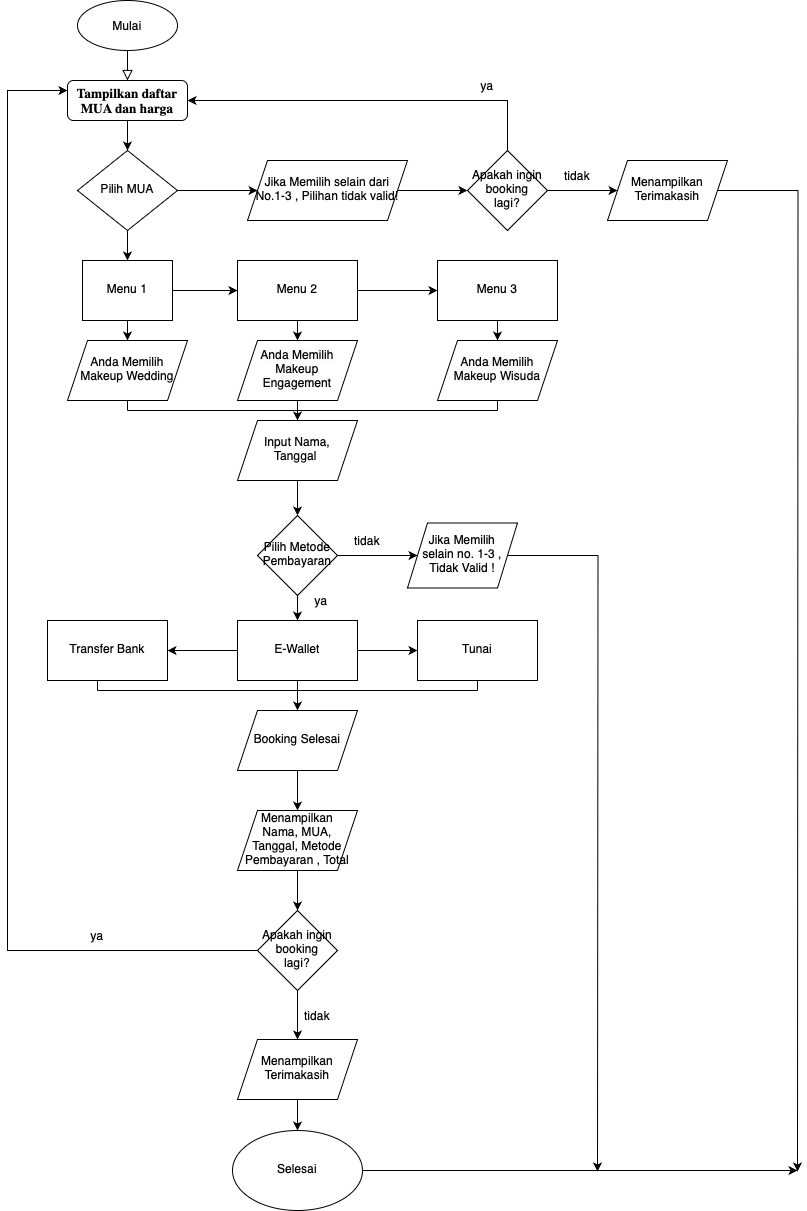 Mulai
Tampilkan daftar
MUA dan harga
ya
Pilih MUA
Jika Memilih selain dari
No.1-3 , Pilihan tidak valid!
Apakah ingin
booking
lagi?
tidak
Menampilkan
Terimakasih
Menu 1
Menu 2
Menu 3
Anda Memilih
Makeup Wedding
Anda Memilih
Makeup
Engagement
Anda Memilih
Makeup Wisuda
Input Nama,
Tanggal
Pilih Metode
Pembayaran
tidak
Jika Memilih
selain no. 1-3 ,
Tidak Valid !
ya
Transfer Bank
E-Wallet
Tunai
Booking Selesai
Menampilkan
Nama, MUA,
Tanggal, Metode
Pembayaran , Total
Apakah ingin
booking
lagi?
ya
tidak
Menampilkan
Terimakasih
Selesai